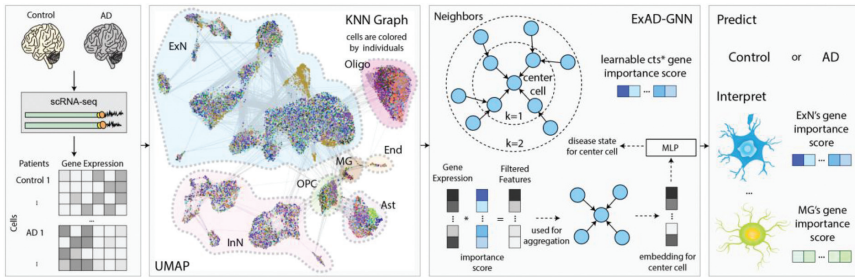 Control
AD
scRNA-seq
Patients
Gene Expression
Control 1
...
AD 1
Cells
KNN Graph
cells are colored
by individuals
ExN
Oligo
End
MG
OPC
Ast
InN
UMAP
ExAD-GNN
Neighbors
center
cell
k=1
k=2
learnable cts* gene
importance score
...
disease state
for center cell
MLP
Gene
Expression
Filtered
Features
* =
importance
score
used for
aggregation
embedding for
center cell
Predict
Control or AD
Interpret
ExN's gene
importance
score
...
...
MG's gene
importance
score
...